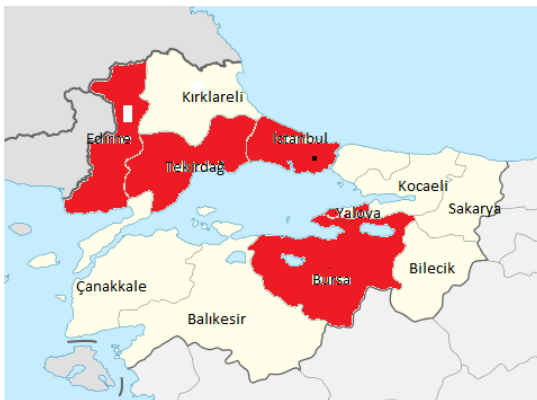 Kırklareli
Edirne
İstanbul
Tekirdağ
Kocaeli
Yalova
Sakarya
Bilecik
Bursa
Çanakkale
Balıkesir